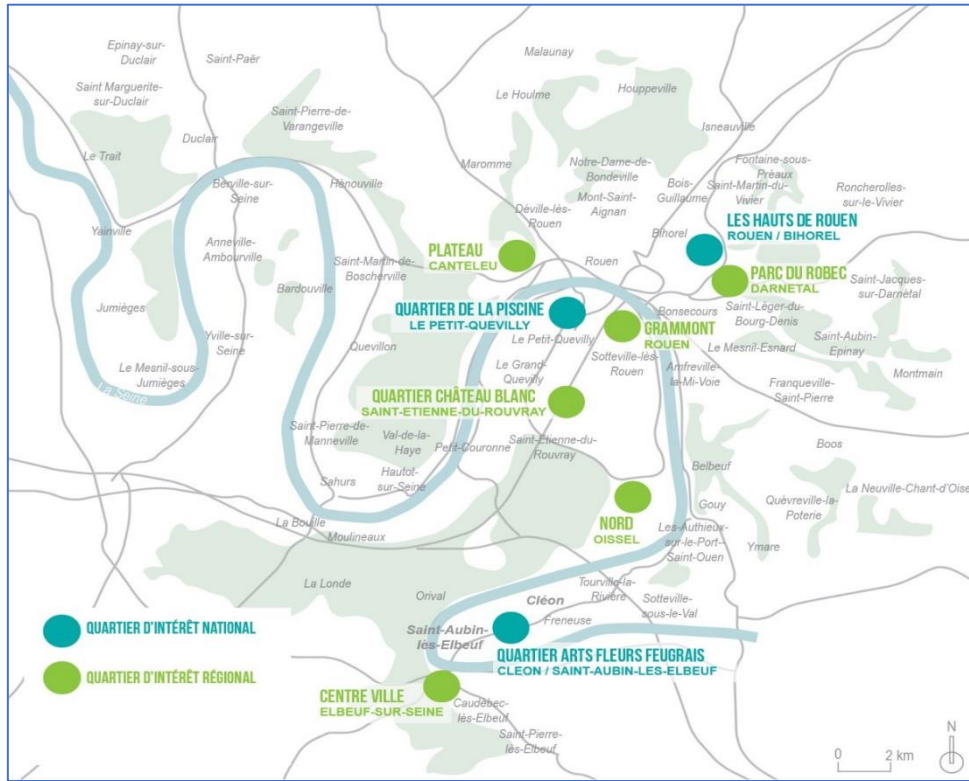 Epinay-sur-
Duclair
Saint-Paër
Malaunay
Saint Marguerite-
sur-Duclair
Le Houlme
Houppeville
Saint-Pierre-de-
Varangeville
Isneauville
Duclair
Le Trait
Maromme
Notre-Dame-de-
Bondeville
Fontaine-sous-
Préaux
Berville-sur-
Seine
Hénouville
Mont-Saint-
Aignan
Bois-
Guillaume
Saint-Martin-du-
Vivier
Roncherolles-
sur-le-Vivier
Déville-lès-
Rouen
Yainville
Anneville-
Ambourville
Bihorel
LES HAUTS DE ROUEN
ROUEN / BIHOREL
PLATEAU
CANTELEU
Rouen
Saint-Martin-de-
Boscherville
PARC DU ROBEC
DARNETAL
Saint-Jacques-
sur-Darnétal
Bardouville
Jumièges
QUARTIER DE LA PISCINE
LE PETIT-QUEVILLY
Bonsecours
Saint-Léger-du-
Bourg-Denis
GRAMMONT
ROUEN
Yville-sur-
Seine
Quevillon
Le Petit-Quevilly
Saint-Aubin-
Epinay
Le Mesnil-Esnard
Le Grand-
Quevilly
Sotteville-lès-
Rouen
Amfreville-
la-Mi-Voie
Le Mesnil-sous-
Jumièges
Montmain
La Seine
Franqueville-
Saint-Pierre
QUARTIER CHÂTEAU BLANC
SAINT-ETIENNE-DU-ROUVRAY
Saint-Pierre-de-
Manneville
Val-de-la-
Haye
Petit-Couronne
Saint-Etienne-du-
Rouvray
Boos
Belbeuf
Sahurs
Hautot-
sur-Seine
Quévreville-la-
Poterie
La Neuville-Chant-d'Oise
NORD
OISSEL
Gouy
La Bouille
Moulineaux
Les-Authieux-
sur-le-Port--
Saint-Ouen
Ymare
La Londe
Orival
Tourville-la-
Rivière
Cléon
Sotteville-
sous-le-Val
Freneuse
Saint-Aubin-
lès-Elbeuf
QUARTIER D'INTÉRÊT NATIONAL
QUARTIER ARTS FLEURS FEUGRAIS
CLEON / SAINT-AUBIN-LES-ELBEUF
QUARTIER D'INTÉRÊT RÉGIONAL
CENTRE VILLE
ELBEUF-SUR-SEINE
Caudebec-
lès-Elbeuf
Saint-Pierre-
lès-Elbeuf
N
0 2 km